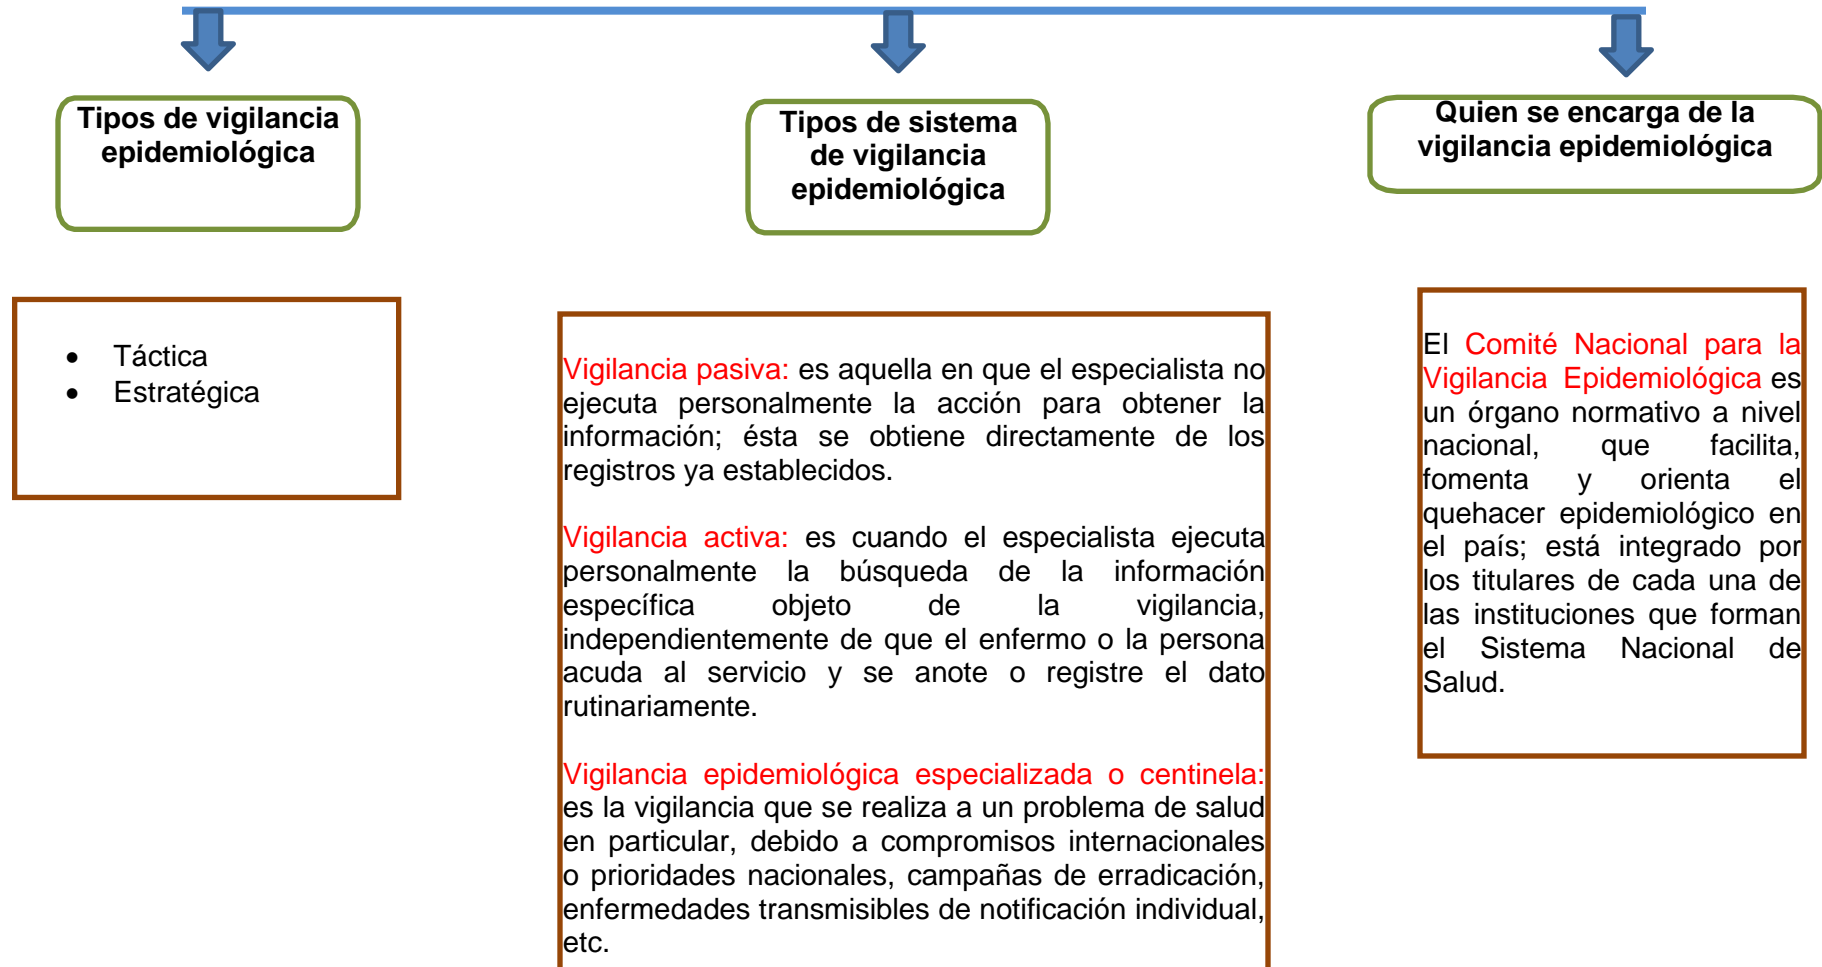 Tipos de vigilancia
epidemiológica
Tipos de sistema
de vigilancia
epidemiológica
Quien se encarga de la
vigilancia epidemiológica
• Táctica
• Estratégica
Vigilancia pasiva: es aquella en que el especialista no
ejecuta personalmente la acción para obtener la
información; ésta se obtiene directamente de los
registros ya establecidos.
Vigilancia activa: es cuando el especialista ejecuta
personalmente la búsqueda de la información
específica objeto de la vigilancia,
independientemente de que el enfermo o la persona
acuda al servicio y se anote o registre el dato
rutinariamente.
Vigilancia epidemiológica especializada o centinela:
es la vigilancia que se realiza a un problema de salud
en particular, debido a compromisos internacionales
o prioridades nacionales, campañas de erradicación,
enfermedades transmisibles de notificación individual,
etc.
El Comité Nacional para la
Vigilancia Epidemiológica es
un órgano normativo a nivel
nacional, que facilita,
fomenta y orienta el
quehacer epidemiológico en
el país; está integrado por
los titulares de cada una de
las instituciones que forman
el Sistema Nacional de
Salud.